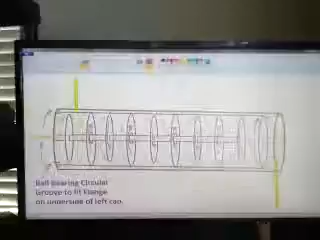 Ball Bearing Circular
Groove to fit Flange
on underside of left cap.